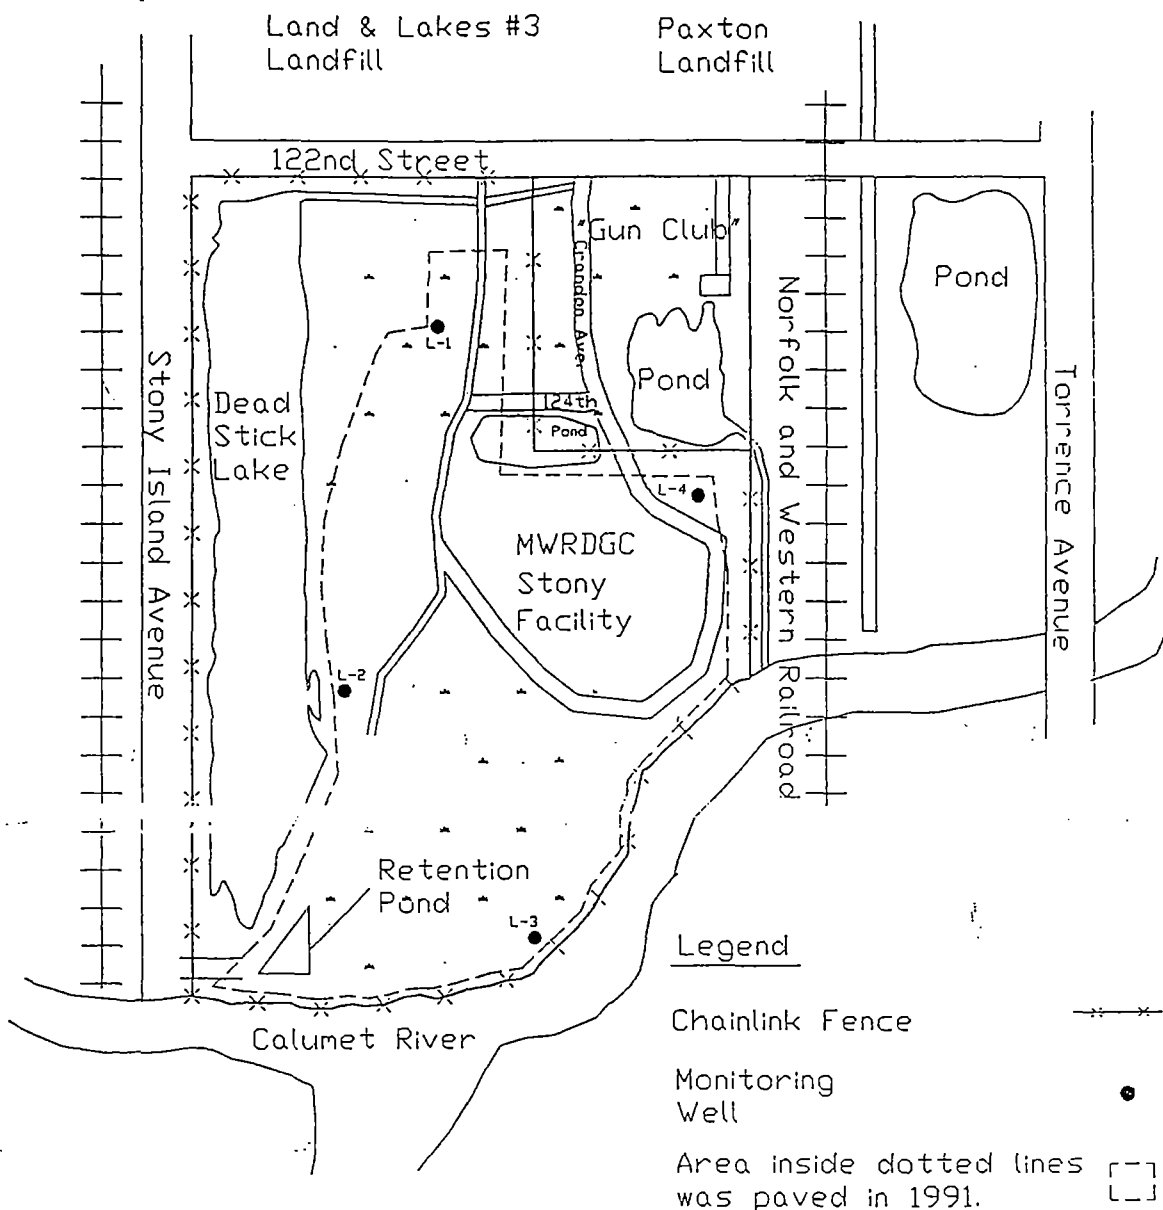 Land & Lakes #3
Landfill
Paxton
Landfill
122nd Street
"Gun Club"
Crandon Ave.
Pond
L-1
Pond
124th
Pond
Dead
Stick
Lake
Stony Island Avenue
Norfolk and Western Railroad
Torrence Avenue
L-4
MWRDGC
Stony
Facility
L-2
Retention
Pond
L-3
Calumet River
Legend
Chainlink Fence
Monitoring
Well
Area inside dotted lines
was paved in 1991.